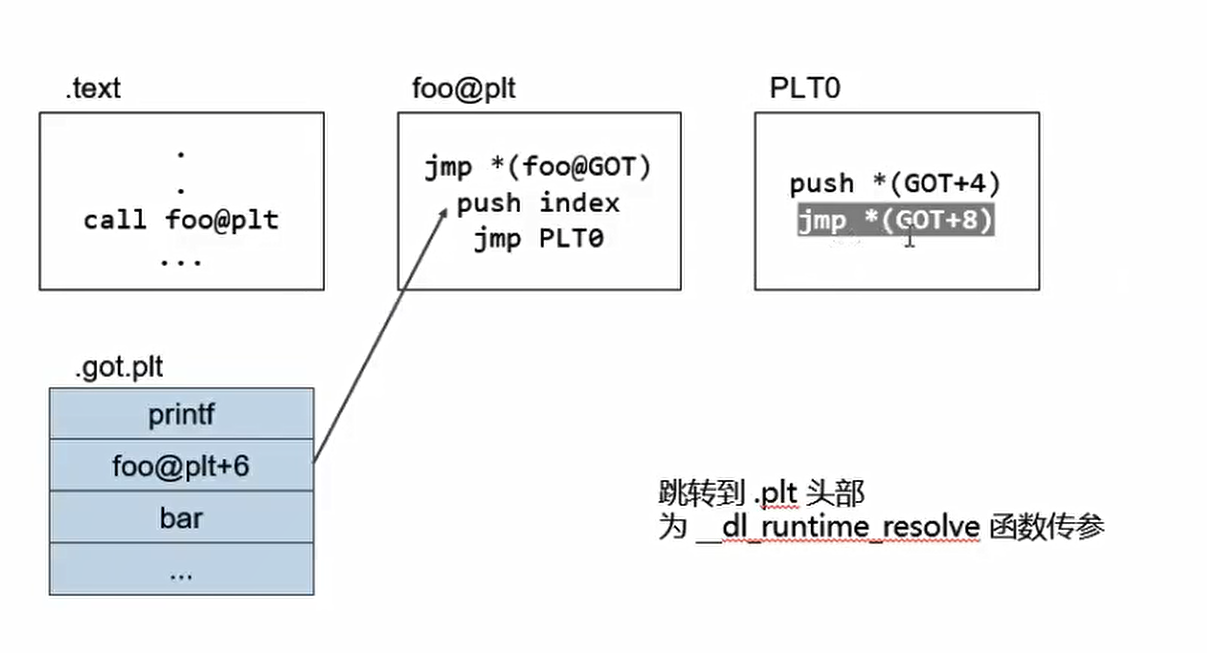 .text
.
.
call foo@plt
...
foo@plt
jmp *(foo@GOT)
push index
jmp PLT0
PLT0
push *(GOT+4)
jmp *(GOT+8)
.got.plt
printf
foo@plt+6
bar
...
跳转到 .plt 头部
为 __dl_runtime_resolve 函数传参